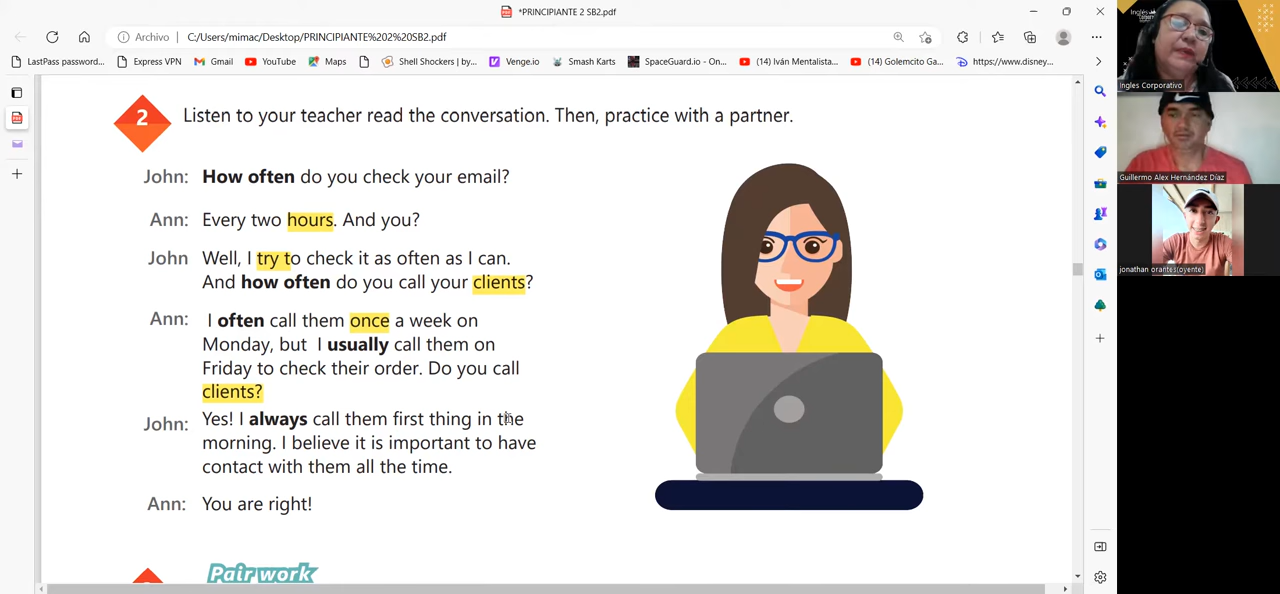 *PRINCIPIANTE 2 SB2.pdf
Archivo C:/Users/mimac/Desktop/PRINCIPIANTE%202%20SB2.pdf
LastPass password... Express VPN Gmail YouTube Maps Shell Shockers | by... Venge.io Smash Karts SpaceGuard.io - On... (14) Iván Mentalista... (14) Golemcito Ga... https://www.disney...
2 Listen to your teacher read the conversation. Then, practice with a partner.
John: How often do you check your email?
Ann: Every two hours. And you?
John Well, I try to check it as often as I can.
And how often do you call your clients?
Ann: I often call them once a week on
Monday, but I usually call them on
Friday to check their order. Do you call
clients?
John: Yes! I always call them first thing in the
morning. I believe it is important to have
contact with them all the time.
Ann: You are right!
Pair work
Inglés
Ingles Corporativo
Guillermo Alex Hernández Díaz
jonathan orantes(oyente)